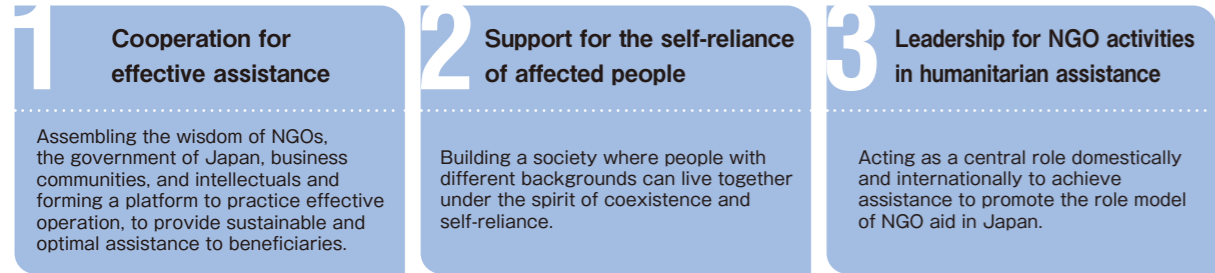 1
Cooperation for
effective assistance
Assembling the wisdom of NGOs,
the government of Japan, business
communities, and intellectuals and
forming a platform to practice effective
operation, to provide sustainable and
optimal assistance to beneficiaries.
2
Support for the self-reliance
of affected people
Building a society where people with
different backgrounds can live together
under the spirit of coexistence and
self-reliance.
3
Leadership for NGO activities
in humanitarian assistance
Acting as a central role domestically
and internationally to achieve
assistance to promote the role model
of NGO aid in Japan.